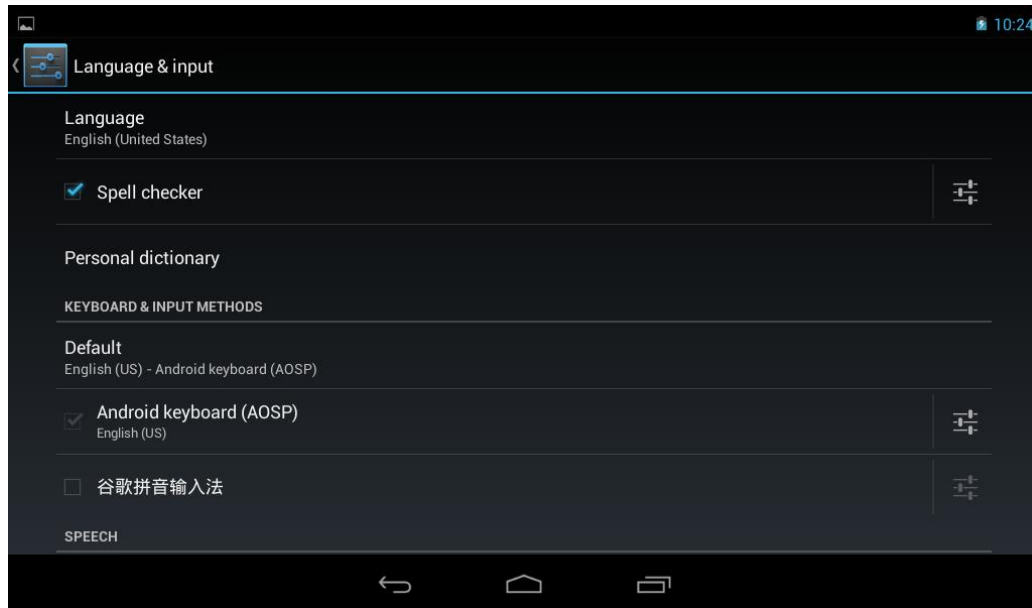 10:24
Language & input
Language
English (United States)
Spell checker
Personal dictionary
KEYBOARD & INPUT METHODS
Default
English (US) - Android keyboard (AOSP)
Android keyboard (AOSP)
English (US)
谷歌拼音输入法
SPEECH